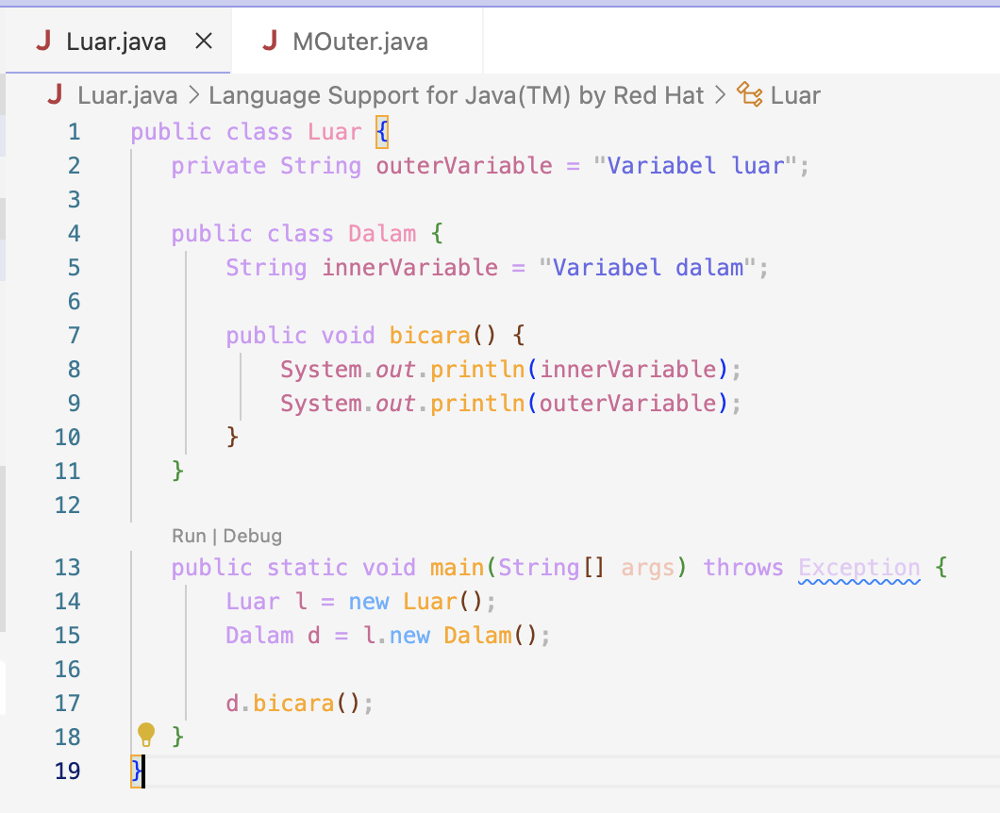 Luar.java
MOuter.java
Luar.java > Language Support for Java(TM) by Red Hat > Luar
1 public class Luar {
2 private String outerVariable = "Variabel luar";
3
4 public class Dalam {
5 String innerVariable = "Variabel dalam";
6
7 public void bicara() {
8 System.out.println(innerVariable);
9 System.out.println(outerVariable);
10 }
11 }
12
Run | Debug
13 public static void main(String[] args) throws Exception {
14 Luar l = new Luar();
15 Dalam d = l.new Dalam();
16
17 d.bicara();
18 }
19 }